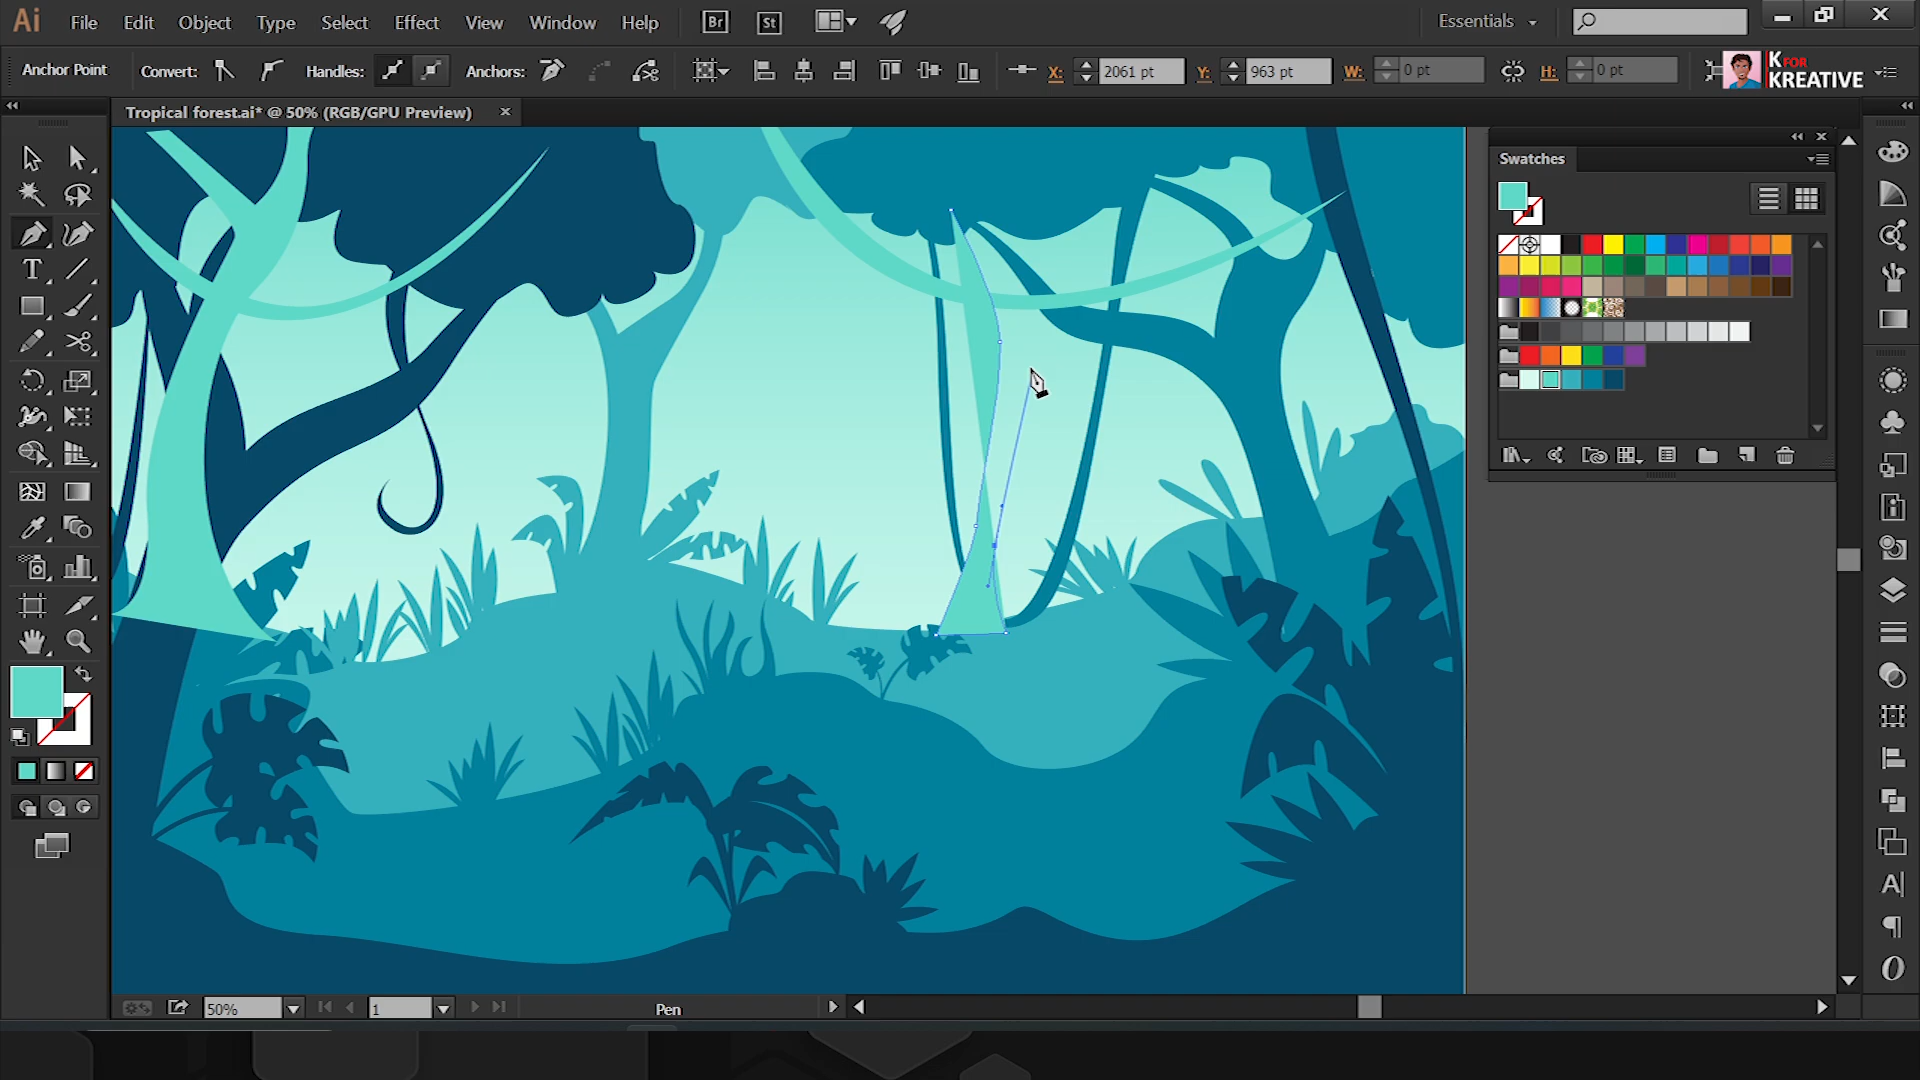 Ai File Edit Object Type Select Effect View Window Help Br St Essentials
Anchor Point Convert: Handles: Anchors: X: 2061 pt Y: 963 pt W: 0 pt H: 0 pt
K FOR
KREATIVE
Tropical forest.ai* @ 50% (RGB/GPU Preview)
Swatches
50% 1 Pen